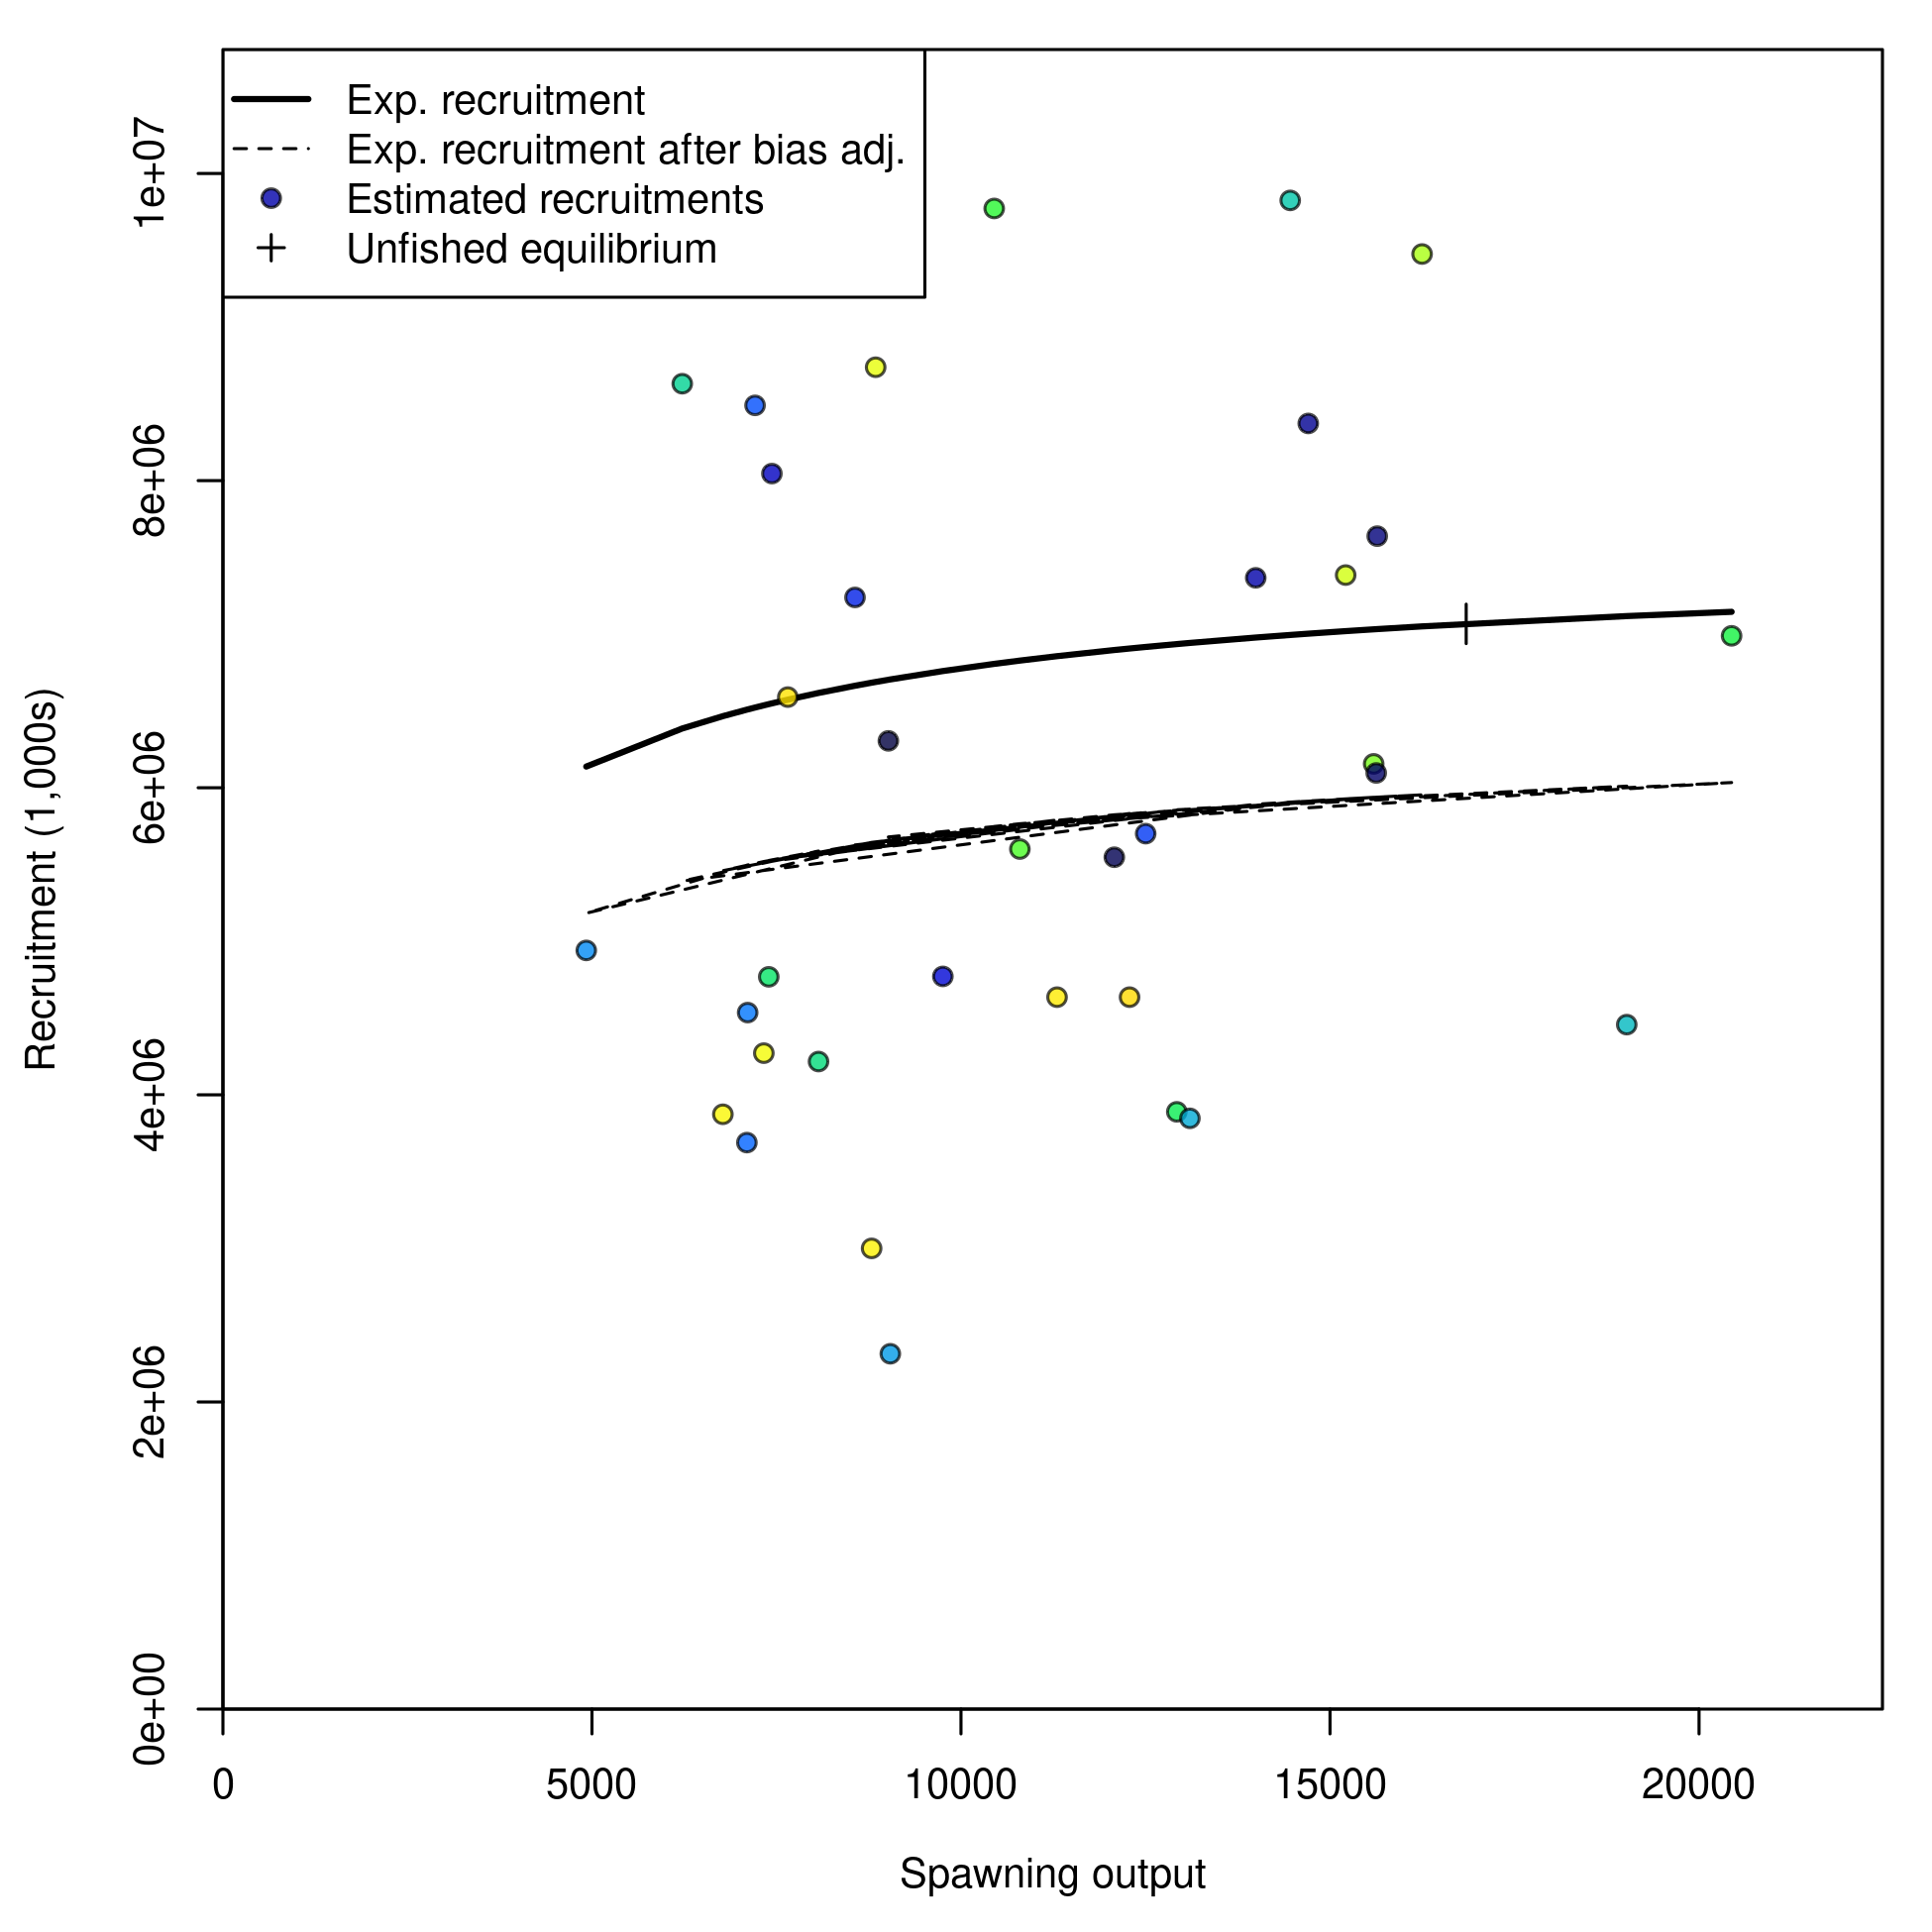 Exp. recruitment
Exp. recruitment after bias adj.
Estimated recruitments
Unfished equilibrium
Recruitment (1,000s)
1e+07
8e+06
6e+06
4e+06
2e+06
0e+00
0 5000 10000 15000 20000
Spawning output